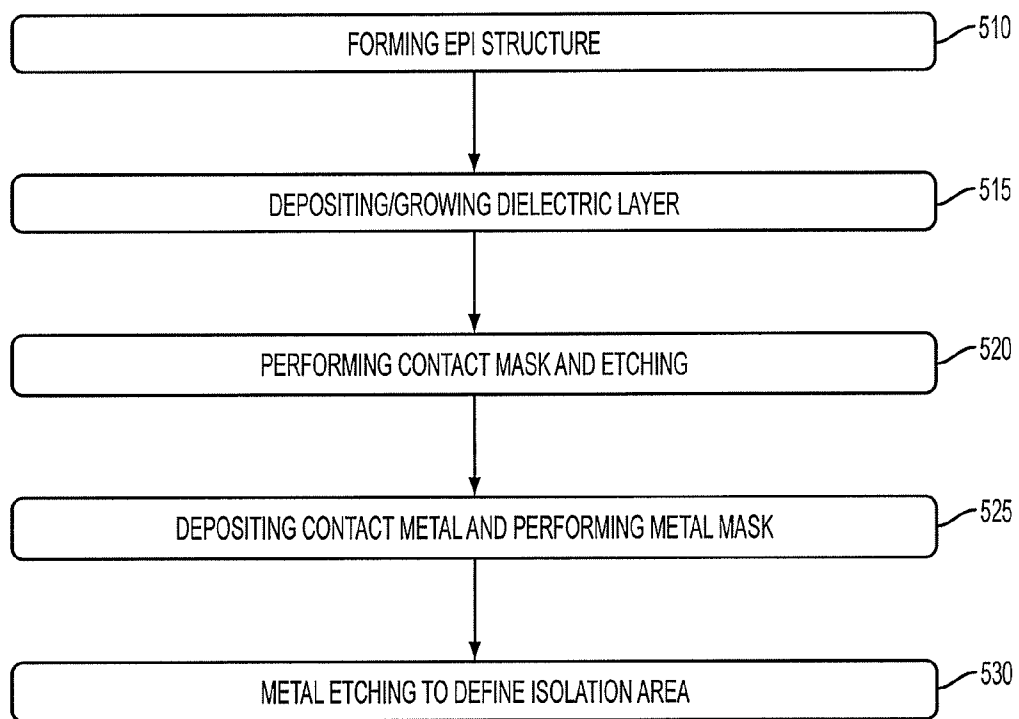 FORMING EPI STRUCTURE
510
DEPOSITING/GROWING DIELECTRIC LAYER
515
PERFORMING CONTACT MASK AND ETCHING
520
DEPOSITING CONTACT METAL AND PERFORMING METAL MASK
525
METAL ETCHING TO DEFINE ISOLATION AREA
530